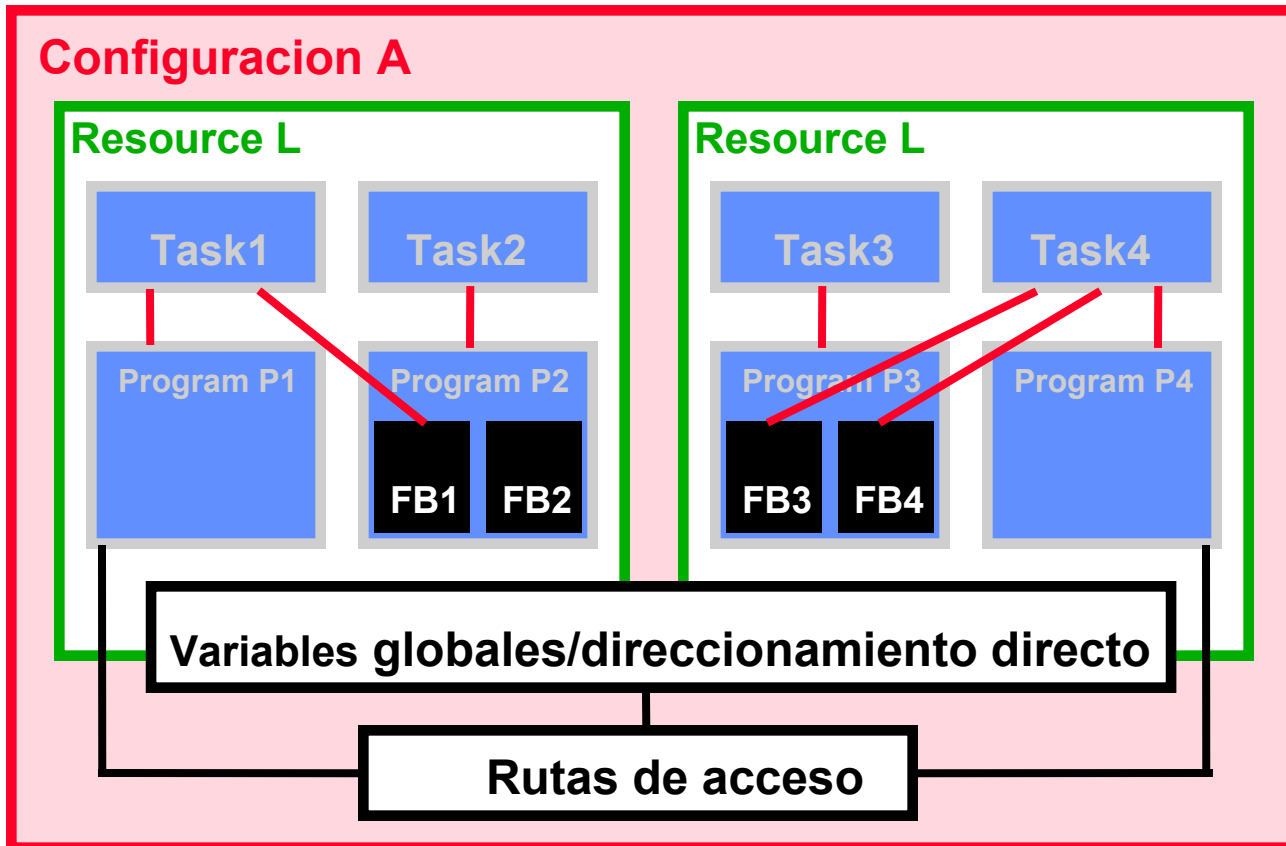 Configuracion A
Resource L
Resource L
Task1
Task2
Task3
Task4
Program P1
Program P2
Program P3
Program P4
FB1
FB2
FB3
FB4
Variables globales/direccionamiento directo
Rutas de acceso